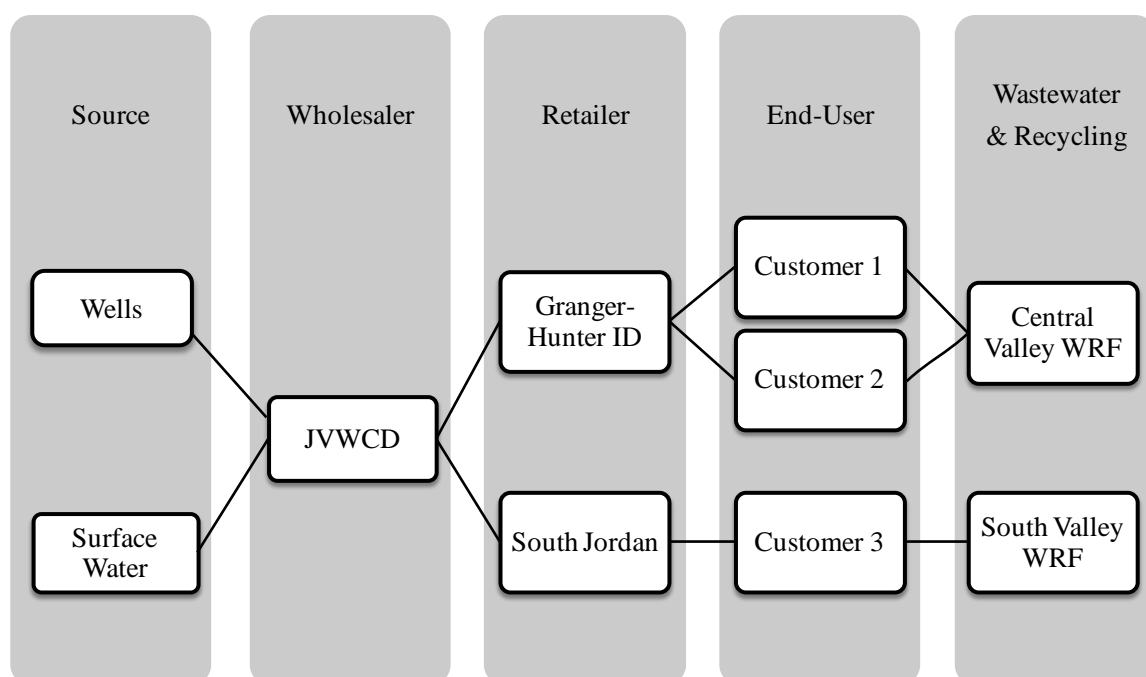 Source
Wholesaler
Retailer
End-User
Wastewater
& Recycling
Wells
Surface
Water
JVWCD
Granger-
Hunter ID
South Jordan
Customer 1
Customer 2
Customer 3
Central
Valley WRF
South Valley
WRF